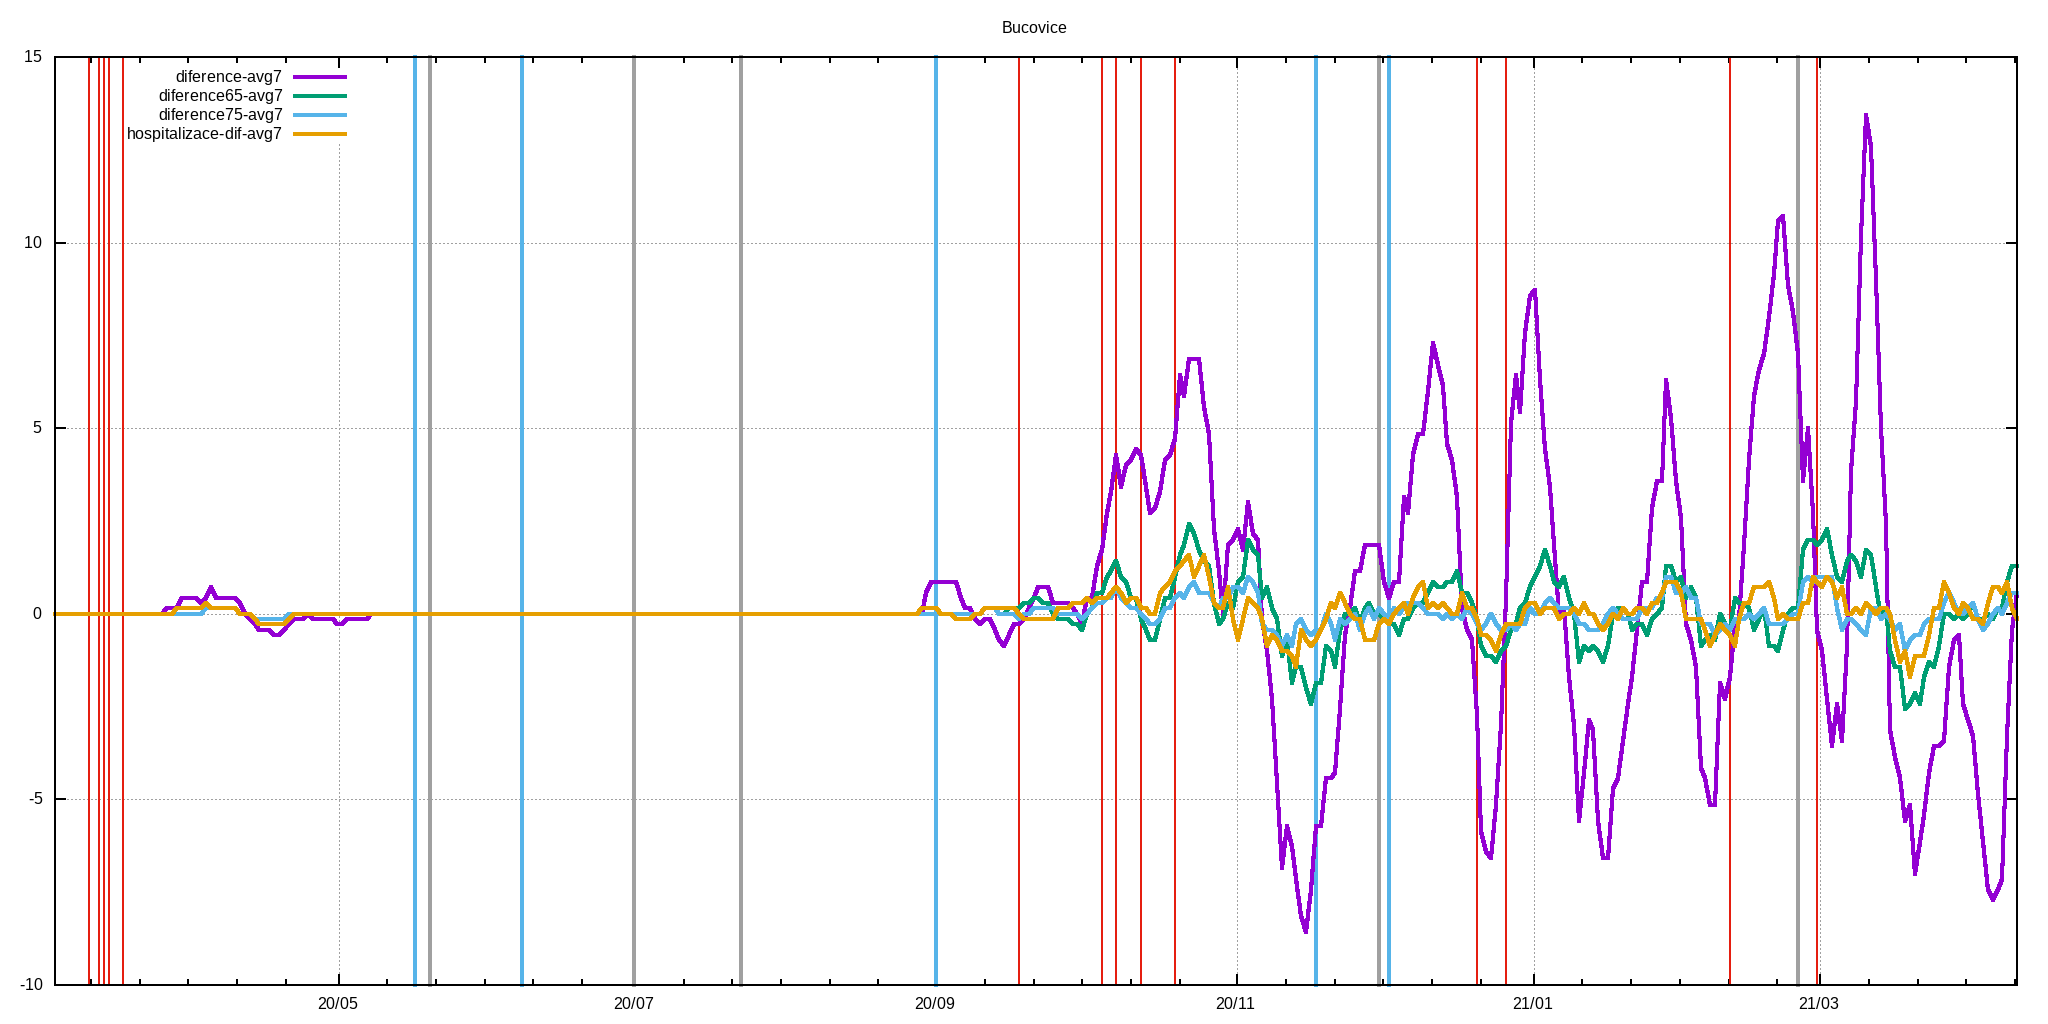 Bucovice
15
diference-avg7
diference65-avg7
diference75-avg7
hospitalizace-dif-avg7
10
5
0
-5
-10
20/05 20/07 20/09 20/11 21/01 21/03